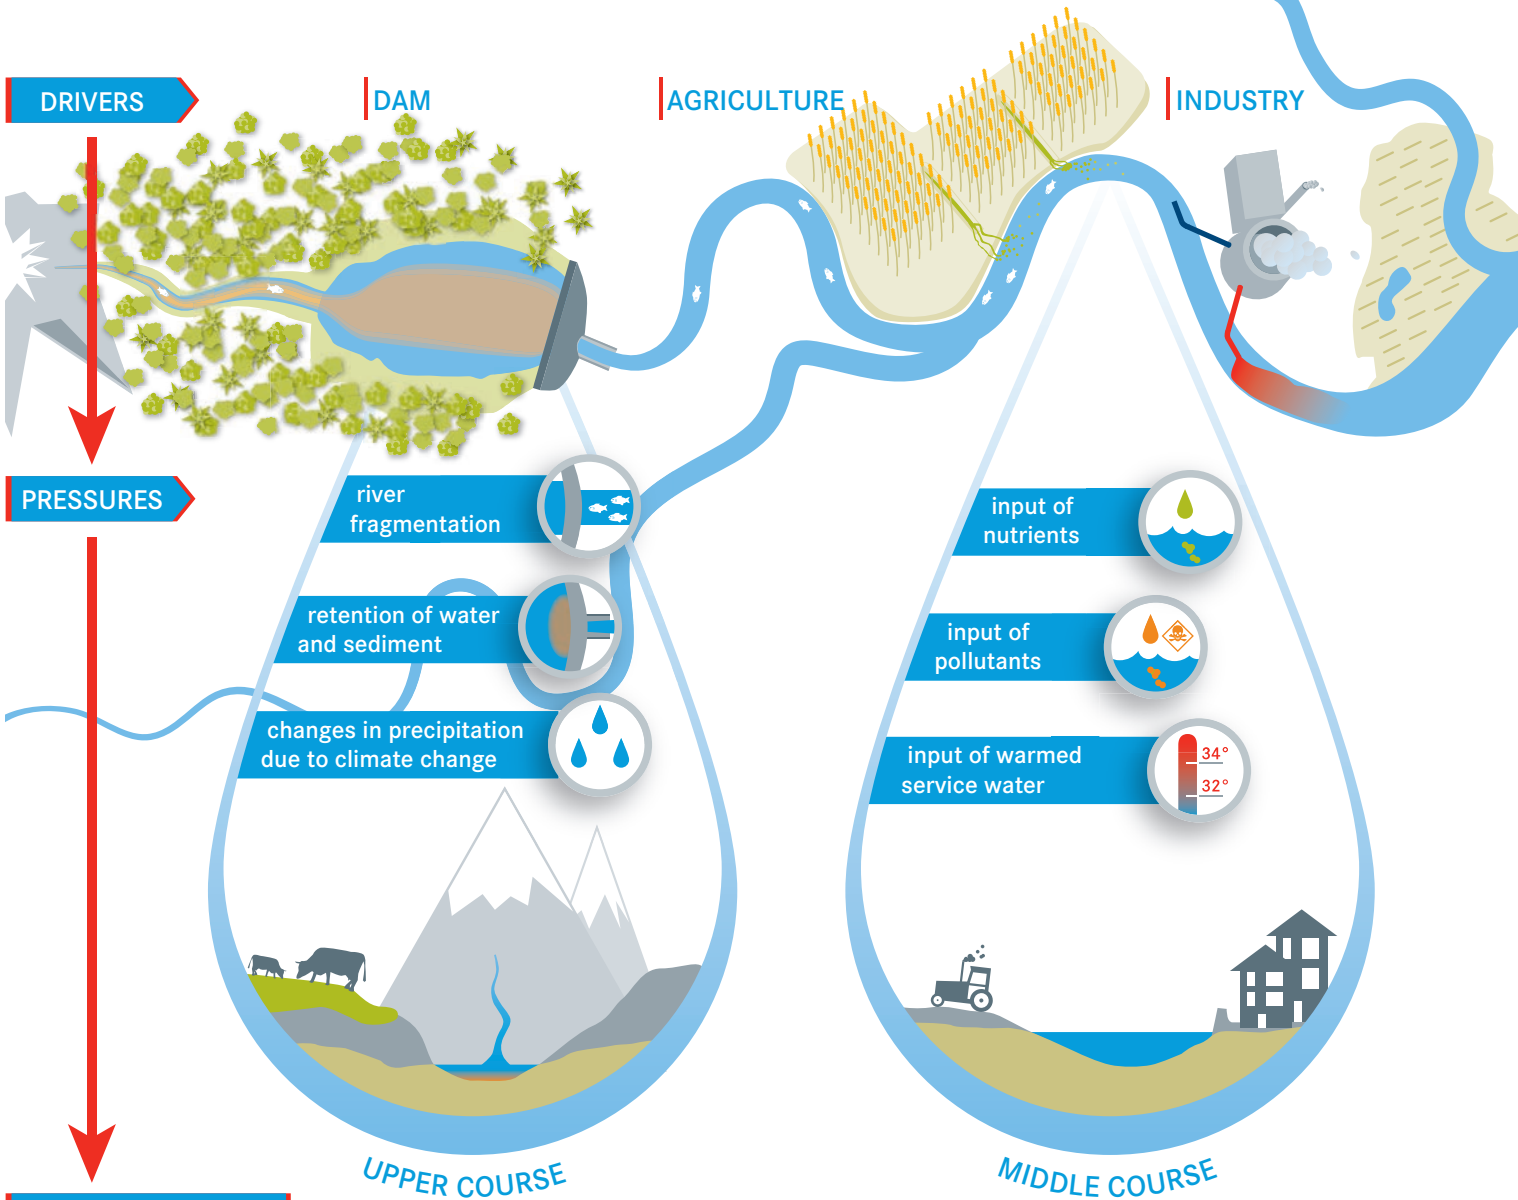 DRIVERS
DAM
AGRICULTURE
INDUSTRY
PRESSURES
river
fragmentation
retention of water
and sediment
changes in precipitation
due to climate change
input of
nutrients
input of
pollutants
input of warmed
service water
34°
32°
UPPER COURSE
MIDDLE COURSE